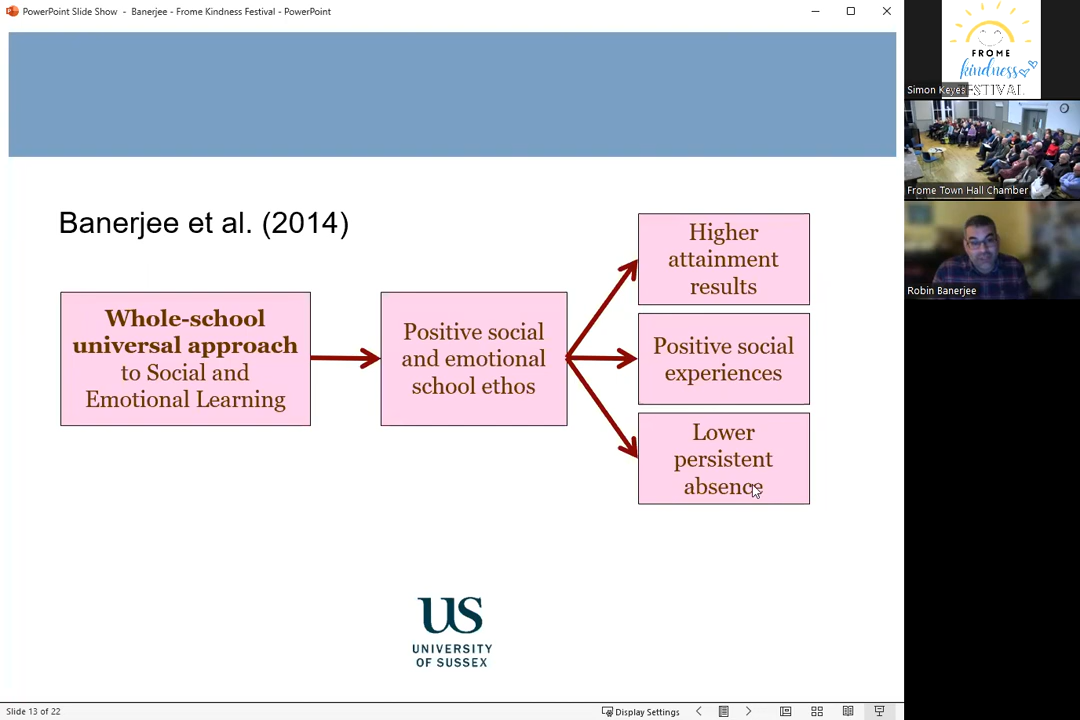 PowerPoint Slide Show - Banerjee - Frome Kindness Festival - PowerPoint
Banerjee et al. (2014)
Whole-school
universal approach
to Social and
Emotional Learning
Positive social
and emotional
school ethos
Higher
attainment
results
Positive social
experiences
Lower
persistent
absence
US
UNIVERSITY
OF SUSSEX
Slide 13 of 22
Display Settings
FROME
kindness
FESTIVAL
Simon Keyes
Frome Town Hall Chamber
Robin Banerjee